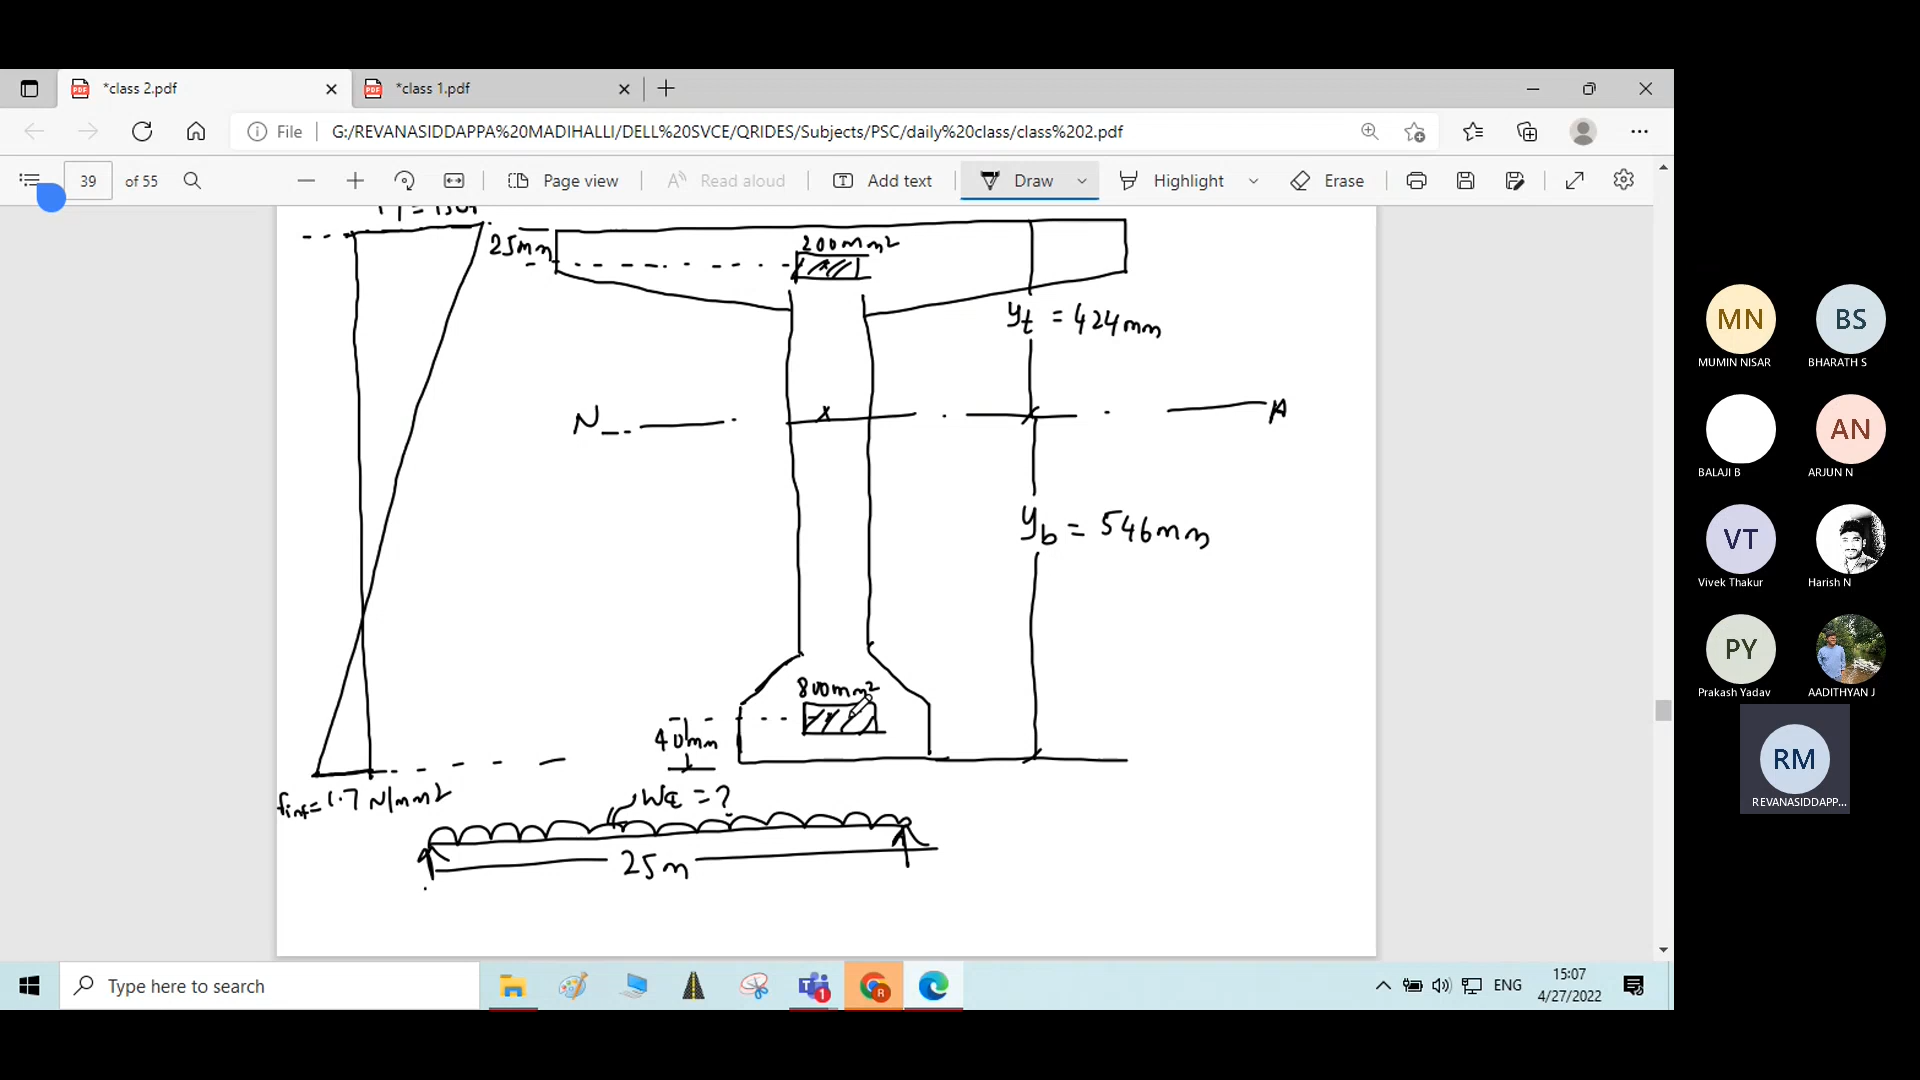 *class 2.pdf
*class 1.pdf
File
G:/REVANASIDDAPPA%20MADIHALLI/DELL%20SVCE/QRIDES/Subjects/PSC/daily%20class/class%202.pdf
39 of 55
Page view
Read aloud
Add text
Draw
Highlight
Erase
25mm
200mm²
yt = 424mm
N
A
yb = 546mm
800mm²
40mm
finf = 1.7 N/mm²
25m
MN
MUMIN NISAR
BS
BHARATH S
BALAJI B
AN
ARJUN N
VT
Vivek Thakur
Harish N
PY
Prakash Yadav
AADITHYAN J
RM
REVANASIDDAPP...
Type here to search
1
R
ENG
15:07
4/27/2022